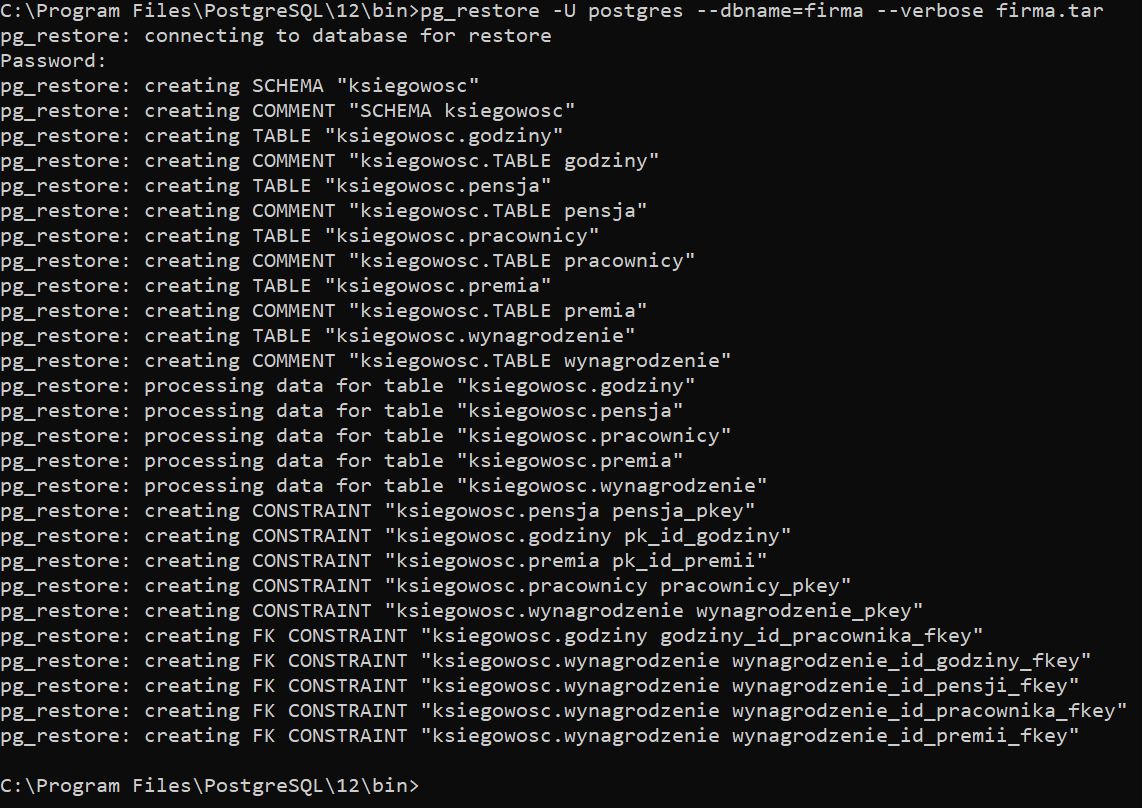 C:\Program Files\PostgreSQL\12\bin>pg_restore -U postgres --dbname=firma --verbose firma.tar
pg_restore: connecting to database for restore
Password:
pg_restore: creating SCHEMA "ksiegowosc"
pg_restore: creating COMMENT "SCHEMA ksiegowosc"
pg_restore: creating TABLE "ksiegowosc.godziny"
pg_restore: creating COMMENT "ksiegowosc.TABLE godziny"
pg_restore: creating TABLE "ksiegowosc.pensja"
pg_restore: creating COMMENT "ksiegowosc.TABLE pensja"
pg_restore: creating TABLE "ksiegowosc.pracownicy"
pg_restore: creating COMMENT "ksiegowosc.TABLE pracownicy"
pg_restore: creating TABLE "ksiegowosc.premia"
pg_restore: creating COMMENT "ksiegowosc.TABLE premia"
pg_restore: creating TABLE "ksiegowosc.wynagrodzenie"
pg_restore: creating COMMENT "ksiegowosc.TABLE wynagrodzenie"
pg_restore: processing data for table "ksiegowosc.godziny"
pg_restore: processing data for table "ksiegowosc.pensja"
pg_restore: processing data for table "ksiegowosc.pracownicy"
pg_restore: processing data for table "ksiegowosc.premia"
pg_restore: processing data for table "ksiegowosc.wynagrodzenie"
pg_restore: creating CONSTRAINT "ksiegowosc.pensja pensja_pkey"
pg_restore: creating CONSTRAINT "ksiegowosc.godziny pk_id_godziny"
pg_restore: creating CONSTRAINT "ksiegowosc.premia pk_id_premii"
pg_restore: creating CONSTRAINT "ksiegowosc.pracownicy pracownicy_pkey"
pg_restore: creating CONSTRAINT "ksiegowosc.wynagrodzenie wynagrodzenie_pkey"
pg_restore: creating FK CONSTRAINT "ksiegowosc.godziny godziny_id_pracownika_fkey"
pg_restore: creating FK CONSTRAINT "ksiegowosc.wynagrodzenie wynagrodzenie_id_godziny_fkey"
pg_restore: creating FK CONSTRAINT "ksiegowosc.wynagrodzenie wynagrodzenie_id_pensji_fkey"
pg_restore: creating FK CONSTRAINT "ksiegowosc.wynagrodzenie wynagrodzenie_id_pracownika_fkey"
pg_restore: creating FK CONSTRAINT "ksiegowosc.wynagrodzenie wynagrodzenie_id_premii_fkey"
C:\Program Files\PostgreSQL\12\bin>